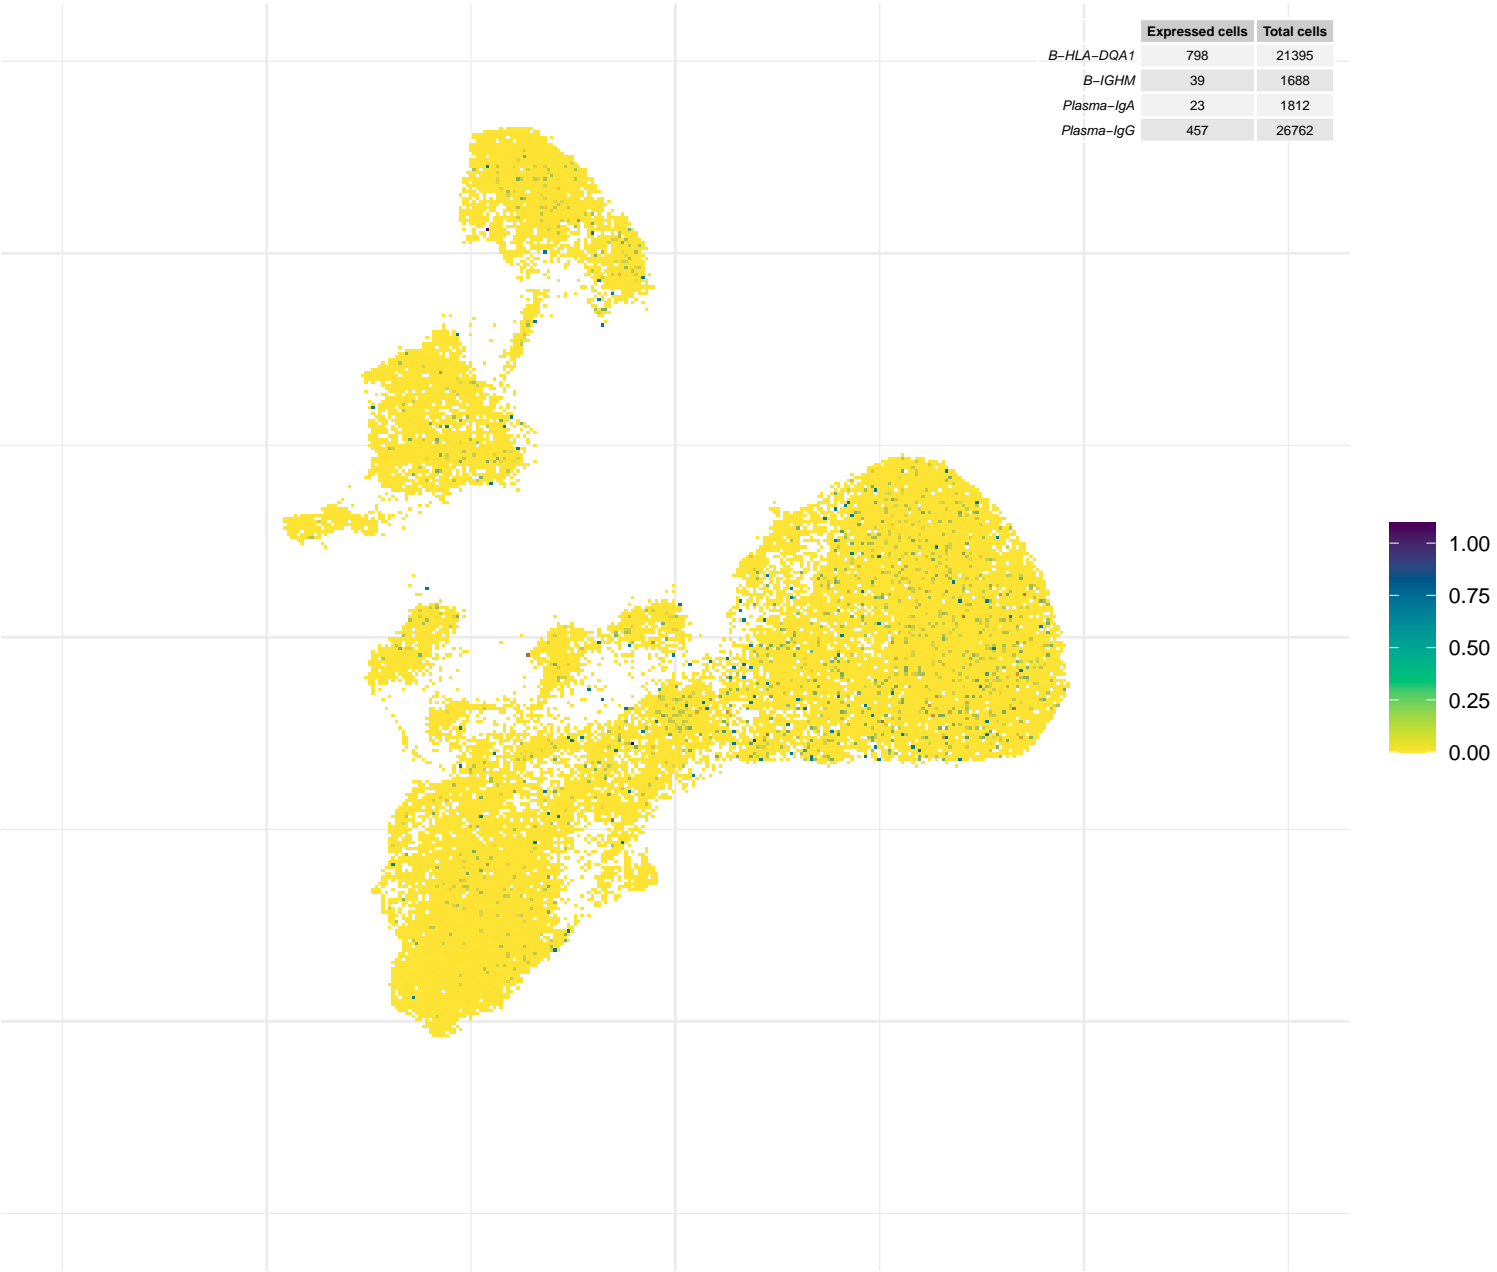 Expressed cells Total cells
B−HLA−DQA1 798 21395
B−IGHM 39 1688
Plasma−IgA 23 1812
Plasma−IgG 457 26762
1.00
0.75
0.50
0.25
0.00